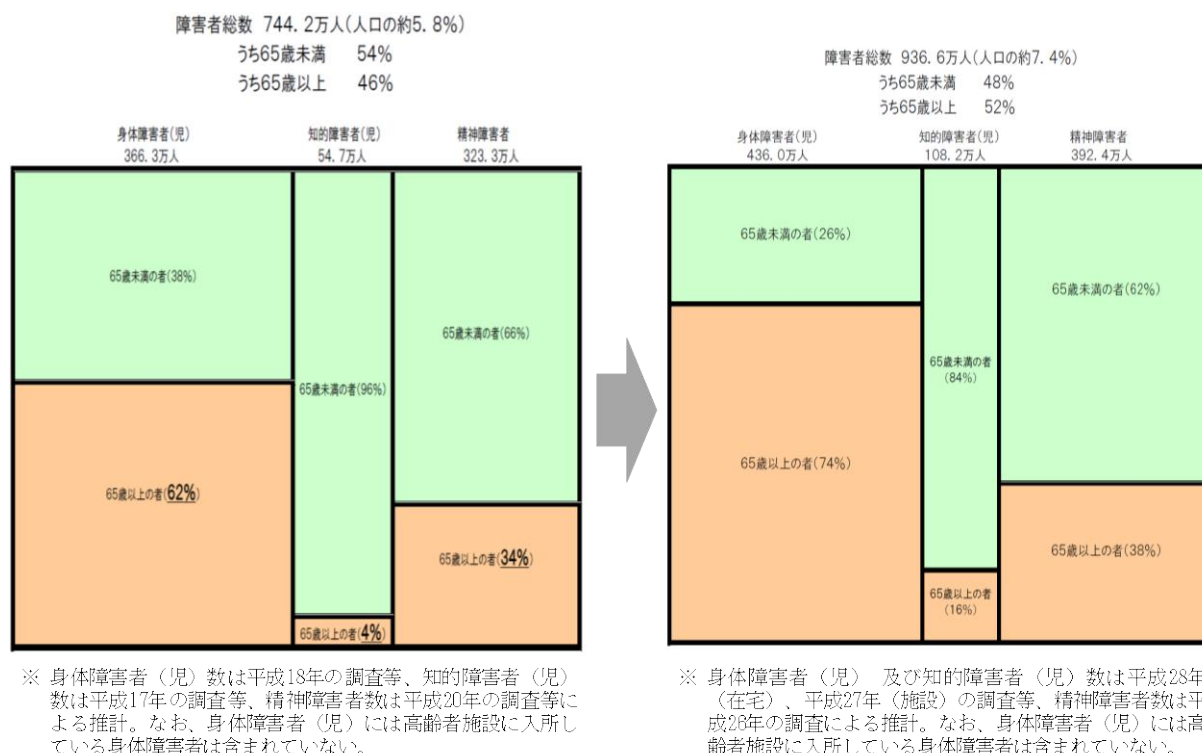 障害者総数 744.2万人(人口の約5.8%)
うち65歳未満 54%
うち65歳以上 46%
身体障害者(児)
366.3万人
知的障害者(児)
54.7万人
精神障害者
323.3万人
65歳未満の者(38%)
65歳未満の者(96%)
65歳未満の者(66%)
65歳以上の者(62%)
65歳以上の者(4%)
65歳以上の者(34%)
※ 身体障害者（児）数は平成18年の調査等、知的障害者（児）
数は平成17年の調査等、精神障害者数は平成20年の調査等に
よる推計。なお、身体障害者（児）には高齢者施設に入所し
ている身体障害者は含まれていない。
障害者総数 936.6万人(人口の約7.4%)
うち65歳未満 48%
うち65歳以上 52%
身体障害者(児)
436.0万人
知的障害者(児)
108.2万人
精神障害者
392.4万人
65歳未満の者(26%)
65歳未満の者
(84%)
65歳未満の者(62%)
65歳以上の者(74%)
65歳以上の者
(16%)
65歳以上の者(38%)
※ 身体障害者（児） 及び知的障害者（児）数は平成28年
（在宅）、平成27年（施設）の調査等、精神障害者数は平
成26年の調査による推計。なお、身体障害者（児）には高
齢者施設に入所している身体障害者は含まれていない。